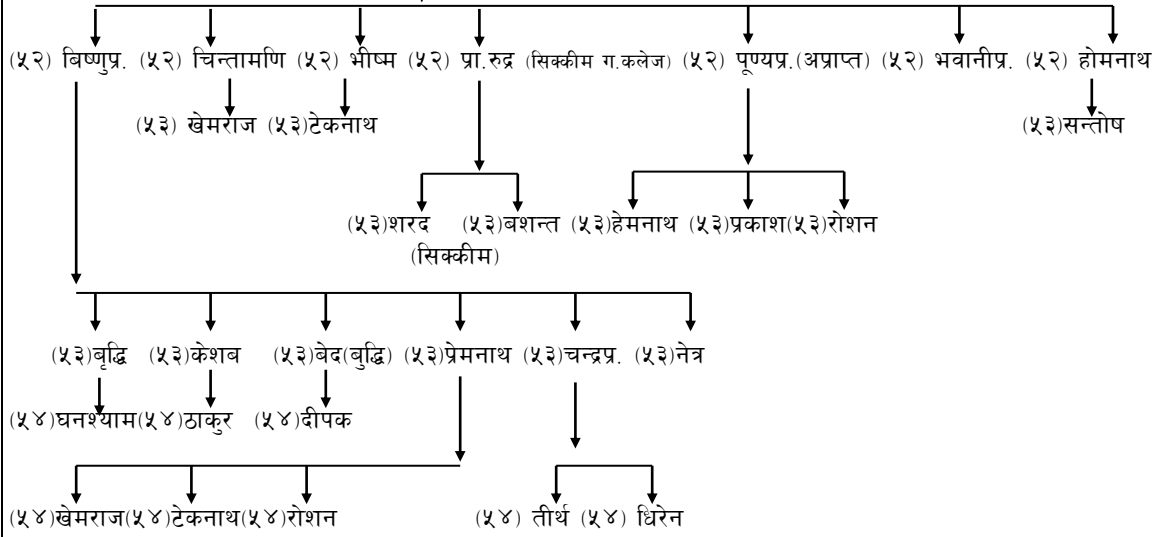 (५२) बिष्णुप्र. (५२) चिन्तामणि (५२) भीष्म (५२) प्रा.रुद्र (सिक्कीम ग.कलेज) (५२) पूण्यप्र.(अप्राप्त) (५२) भवानीप्र. (५२) होमनाथ
(५३) खेमराज (५३)टेकनाथ (५३)सन्तोष
(५३)शरद (५३)बशन्त (५३)हेमनाथ (५३)प्रकाश(५३)रोशन
(सिक्कीम)
(५३)बृद्धि (५३)केशब (५३)बेद(बुद्धि) (५३)प्रेमनाथ (५३)चन्द्रप्र. (५३)नेत्र
(५४)घनश्याम(५४)ठाकुर (५४)दीपक
(५४)खेमराज(५४)टेकनाथ(५४)रोशन (५४) तीर्थ (५४) धिरेन